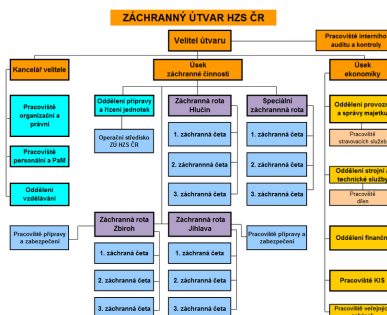 ZÁCHRANNÝ ÚTVAR HZS ČR
Velitel útvaru
Pracoviště interního
auditu a kontroly
Kancelář velitele
Úsek
záchranné činnosti
Úsek
ekonomiky
Pracoviště
organizační a
právní
Pracoviště
personální a PaM
Oddělení
vzdělávání
Oddělení přípravy
a řízení jednotek
Operační středisko
ZÚ HZS ČR
Záchranná rota
Hlučín
1. záchranná četa
2. záchrannná četa
3. záchranná četa
Speciální
záchrannná rota
1. záchranná četa
2. záchranná četa
3. záchranná četa
Oddělení provozu
a správy majetku
Pracoviště
stravovacích služeb
Oddělení strojní a
technické služby
Pracoviště
dílen
Oddělení finanční
Pracoviště KIS
Pracoviště veřejných
Záchranná rota
Zbiroh
Pracoviště přípravy
a zabezpečení
1. záchranná četa
2. záchranná četa
3. záchranná četa
Záchranná rota
Jihlava
Pracoviště přípravy a
zabezpečení
1. záchranná četa
2. záchranná četa
3. záchranná četa